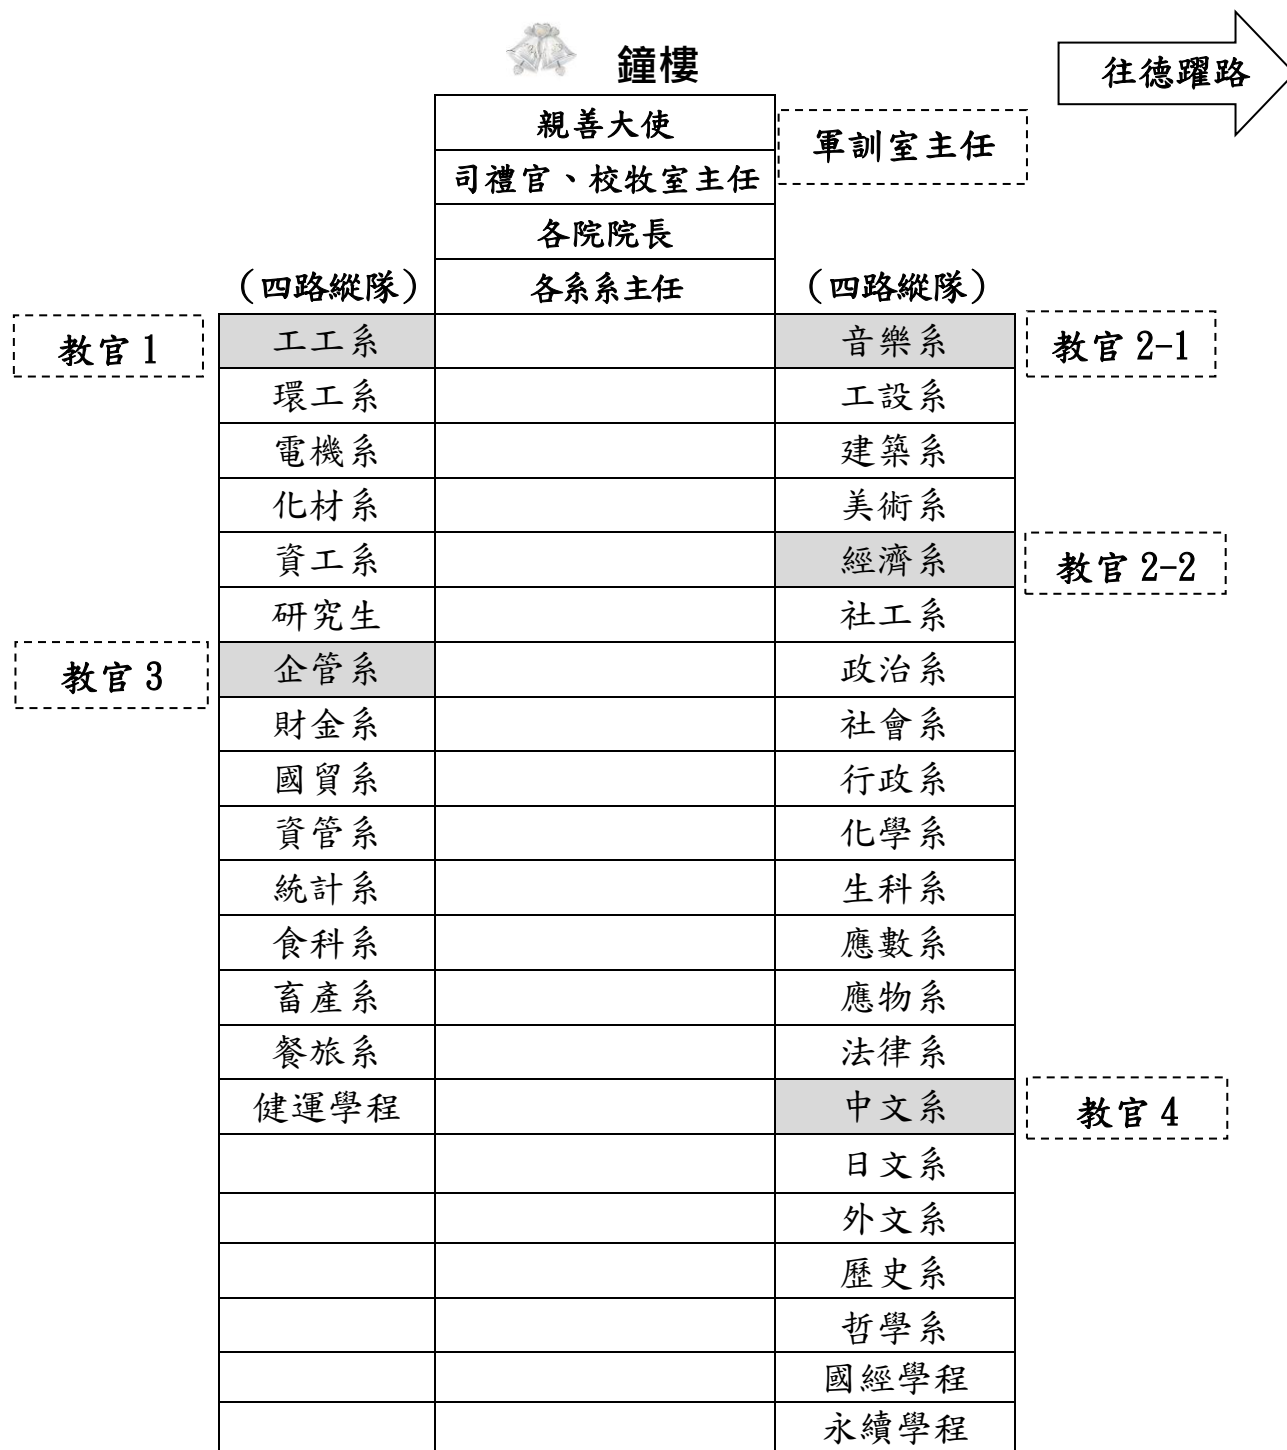 鐘樓
往德躍路
親善大使
軍訓室主任
司禮官、校牧室主任
各院院長
(四路縱隊) 各系系主任 (四路縱隊)
教官 1 工工系 音樂系 教官 2-1
環工系 工設系
電機系 建築系
化材系 美術系
資工系 經濟系 教官 2-2
研究生 社工系
教官 3 企管系 政治系
財金系 社會系
國貿系 行政系
資管系 化學系
統計系 生科系
食科系 應數系
畜產系 應物系
餐旅系 法律系
健運學程 中文系 教官 4
日文系
外文系
歷史系
哲學系
國經學程
永續學程